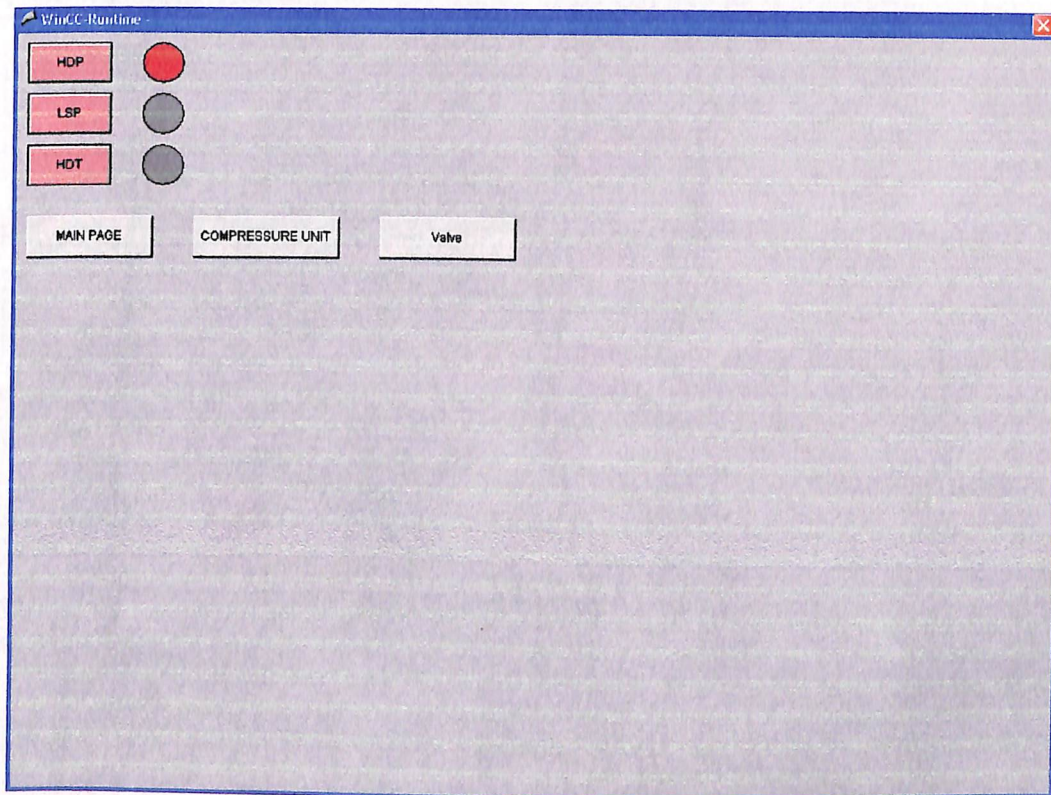 WinCC-Runtime -
HDP
LSP
HDT
MAIN PAGE COMPRESSURE UNIT Valve